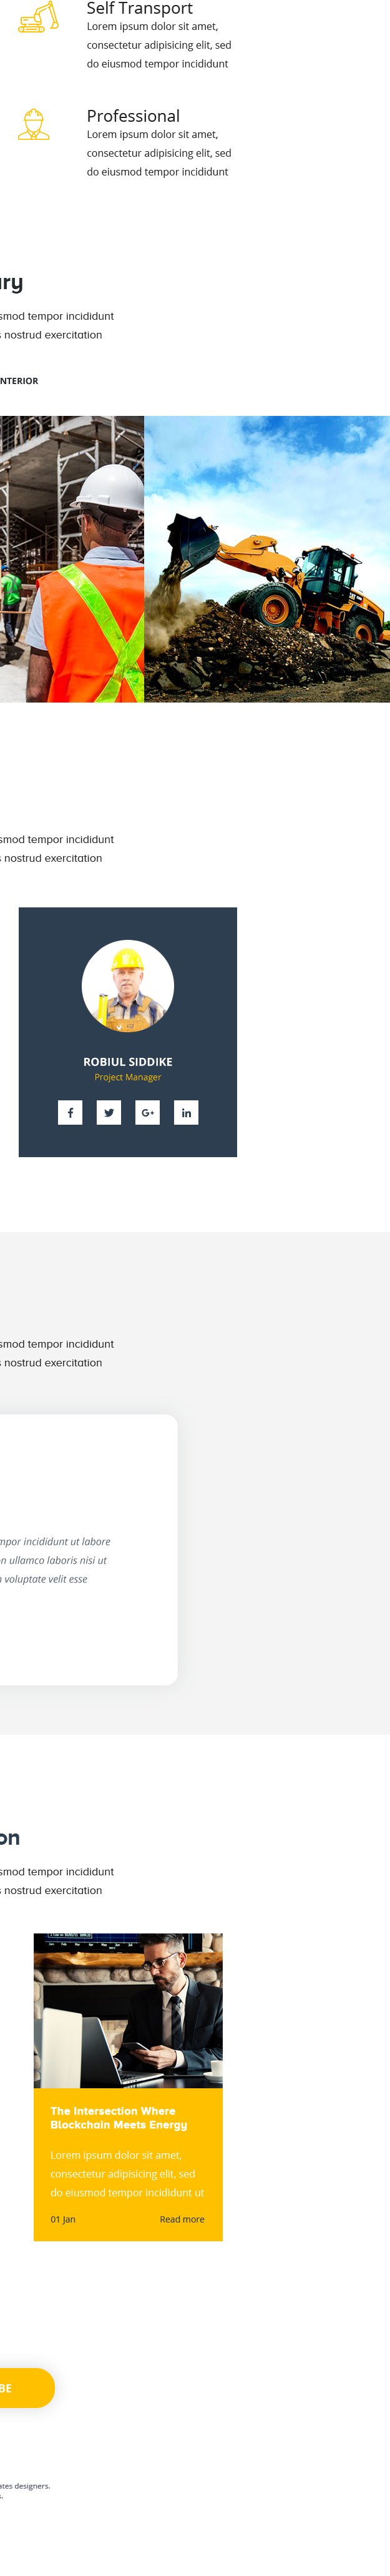 Self Transport
Lorem ipsum dolor sit amet,
consectetur adipisicing elit, sed
do eiusmod tempor incididunt
Professional
Lorem ipsum dolor sit amet,
consectetur adipisicing elit, sed
do eiusmod tempor incididunt
ary
smod tempor incididunt
s nostrud exercitation
NTERIOR
smod tempor incididunt
s nostrud exercitation
ROBIUL SIDDIKE
Project Manager
smod tempor incididunt
s nostrud exercitation
mpor incididunt ut labore
on ullamco laboris nisi ut
voluptate velit esse
on
smod tempor incididunt
s nostrud exercitation
The Intersection Where
Blockchain Meets Energy
Lorem ipsum dolor sit amet,
consectetur adipisicing elit, sed
do eiusmod tempor incididunt ut
01 Jan
Read more
BE
ates designers.